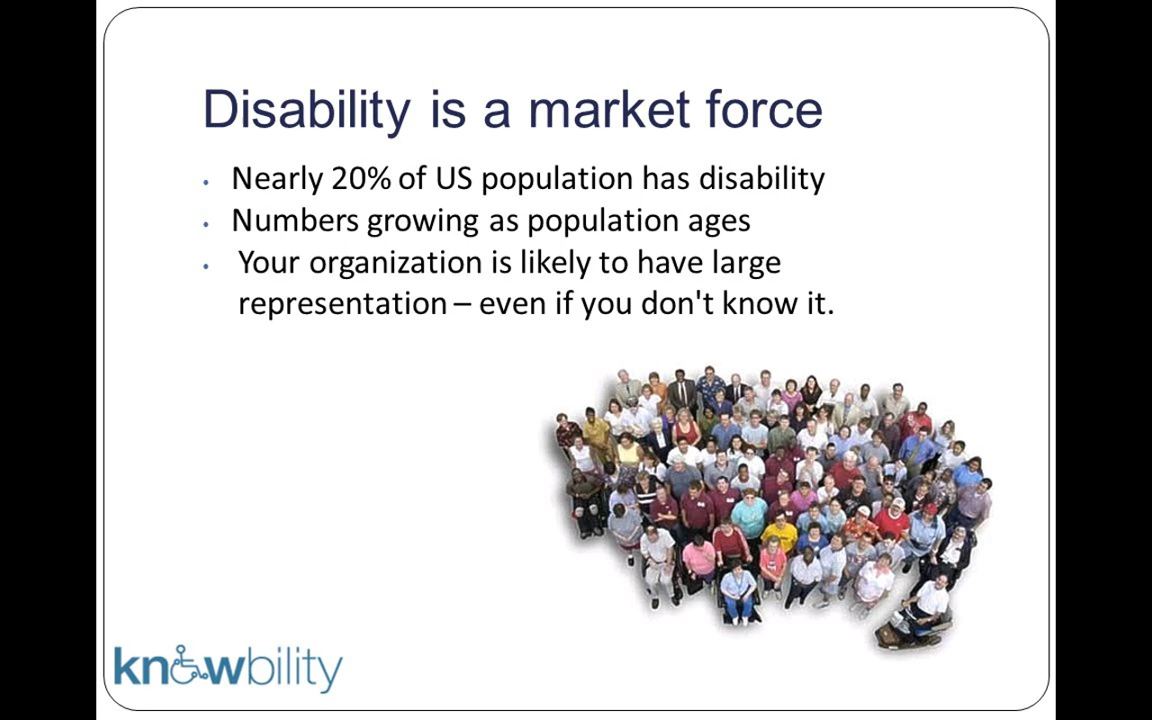 Disability is a market force
• Nearly 20% of US population has disability
• Numbers growing as population ages
• Your organization is likely to have large
representation – even if you don't know it.
knowbility